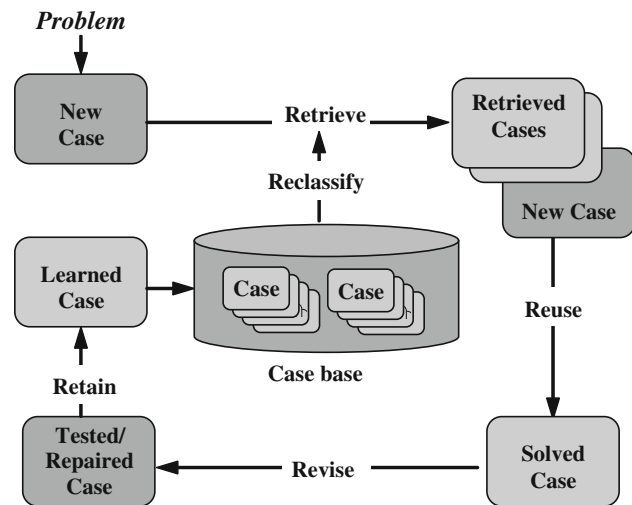 Problem
New
Case
Retrieve
Retrieved
Cases
New Case
Reclassify
Learned
Case
Case
Case
Case base
Reuse
Retain
Tested/
Repaired
Case
Revise
Solved
Case